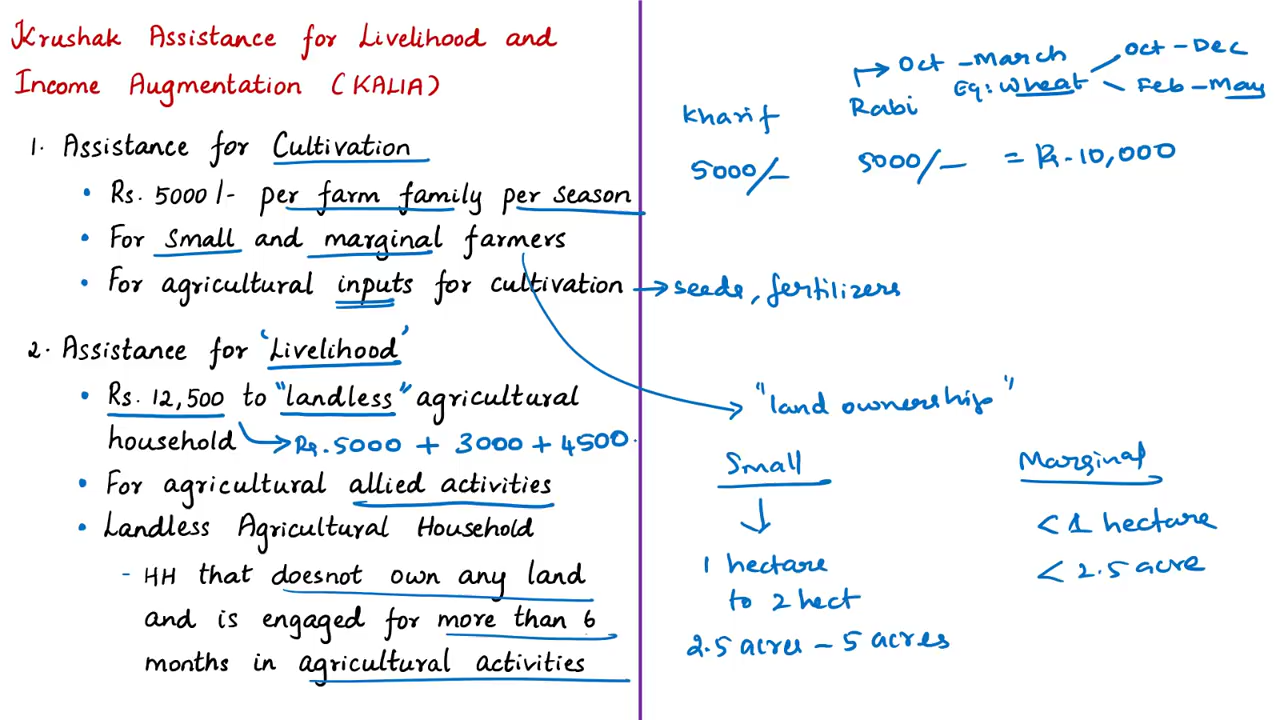 Krushak Assistance for Livelihood and
Income Augmentation (KALIA)
1. Assistance for Cultivation
• Rs. 5000/- per farm family per season
• For small and marginal farmers
• For agricultural inputs for cultivation → seeds, fertilizers
2. Assistance for 'Livelihood'
• Rs. 12,500 to "landless" agricultural
household → Rs. 5000 + 3000 + 4500.
• For agricultural allied activities
• Landless Agricultural Household
- HH that doesnot own any land
and is engaged for more than 6
months in agricultural activities
Oct - March
Eg: Wheat
Oct - Dec
Feb - May
Kharif Rabi
5000/- 5000/- = Rs. 10,000
"land ownership"
Small Marginal
1 hectare
to 2 hect
2.5 acres - 5 acres
< 1 hectare
< 2.5 acre